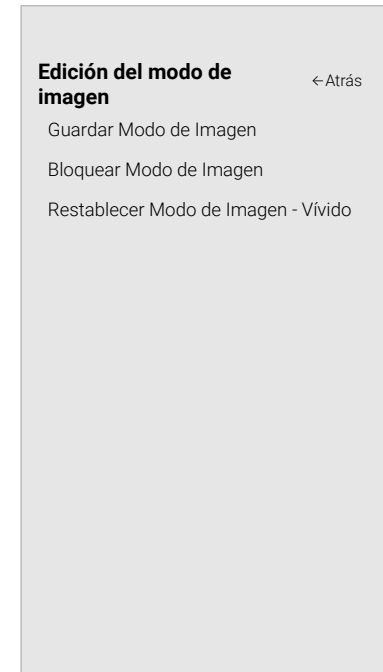 Edición del modo de
imagen
←Atrás
Guardar Modo de Imagen
Bloquear Modo de Imagen
Restablecer Modo de Imagen - Vívido